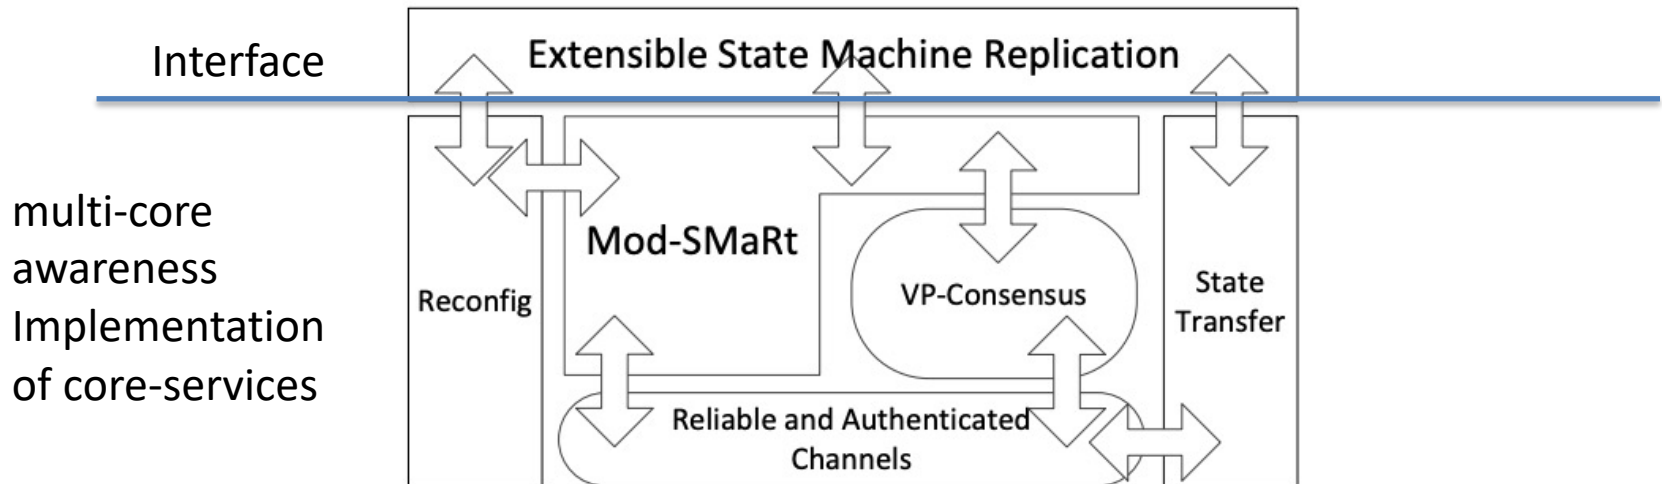 Interface
Extensible State Machine Replication
multi-core
awareness
Implementation
of core-services
Reconfig
Mod-SMaRt
VP-Consensus
State
Transfer
Reliable and Authenticated
Channels